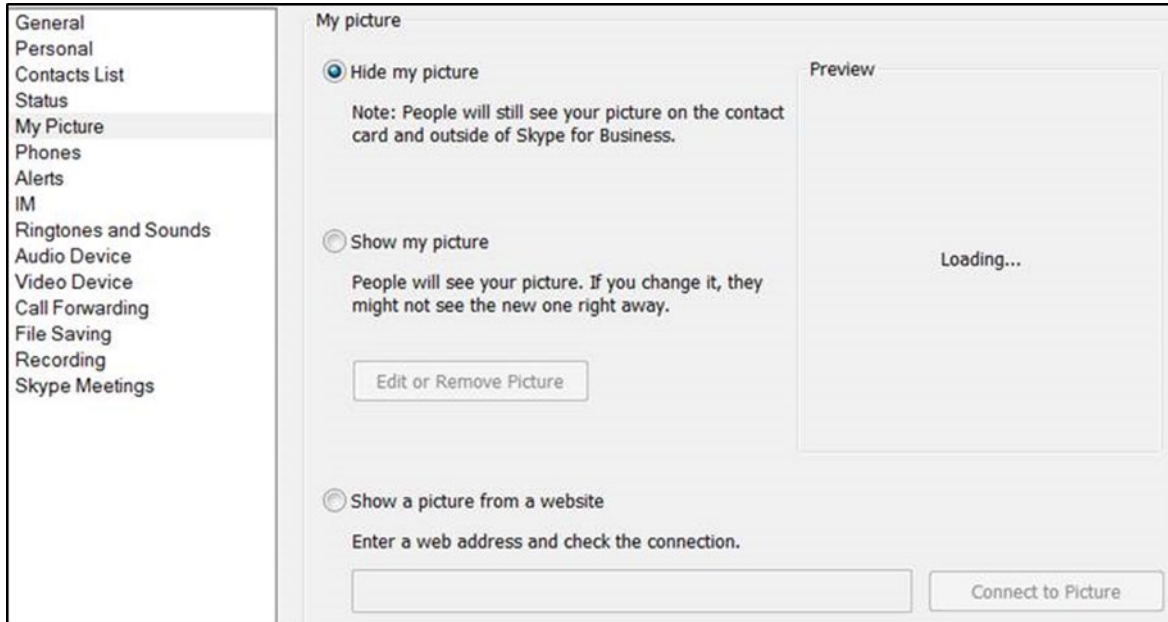 General
Personal
Contacts List
Status
My Picture
Phones
Alerts
IM
Ringtones and Sounds
Audio Device
Video Device
Call Forwarding
File Saving
Recording
Skype Meetings
My picture
Hide my picture
Note: People will still see your picture on the contact
card and outside of Skype for Business.
Show my picture
People will see your picture. If you change it, they
might not see the new one right away.
Edit or Remove Picture
Preview
Loading...
Show a picture from a website
Enter a web address and check the connection.
Connect to Picture